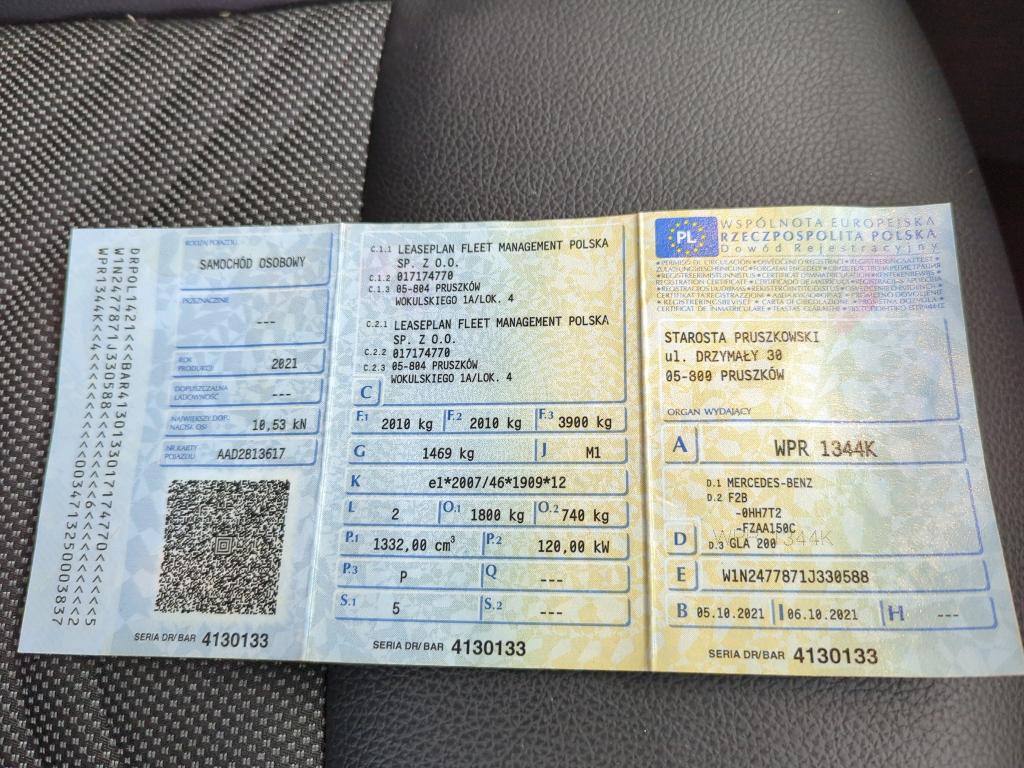 DRPOL1421<<BAR41301330171747770<<<<<5
RODZAJ POJAZDU
SAMOCHÓD OSOBOWY
PRZEZNACZENIE
---
ROK PRODUKCJI
2021
DOPUSZCZALNA ŁADOWNOŚĆ
---
NAJWIĘKSZY DOP. NACISK OSI
10,53 kN
NR KARTY POJAZDU
AAD2813617
SERIA DR/BAR 4130133
C.1.1 LEASEPLAN FLEET MANAGEMENT POLSKA
SP. Z O.O.
C.1.2 017174770
C.1.3 05-804 PRUSZKÓW
WOKULSKIEGO 1A/LOK. 4
C.2.1 LEASEPLAN FLEET MANAGEMENT POLSKA
SP. Z O.O.
C.2.2 017174770
C.2.3 05-804 PRUSZKÓW
WOKULSKIEGO 1A/LOK. 4
C
F.1 2010 kg F.2 2010 kg F.3 3900 kg
G 1469 kg J M1
K e1*2007/46*1909*12
L 2 O.1 1800 kg O.2 740 kg
P.1 1332,00 cm³ P.2 120,00 kW
P.3 P Q ---
S.1 5 S.2 ---
SERIA DR/BAR 4130133
PL
WSPÓLNOTA EUROPEJSKA
RZECZPOSPOLITA POLSKA
Dowód Rejestracyjny
STAROSTA PRUSZKOWSKI
ul. DRZYMAŁY 30
05-800 PRUSZKÓW
ORGAN WYDAJĄCY
A WPR 1344K
D.1 MERCEDES-BENZ
D.2 F2B
-0HH7T2
-FZAA150C
D D.3 GLA 200
E W1N2477871J330588
B 05.10.2021 I 06.10.2021 H ---
SERIA DR/BAR 4130133